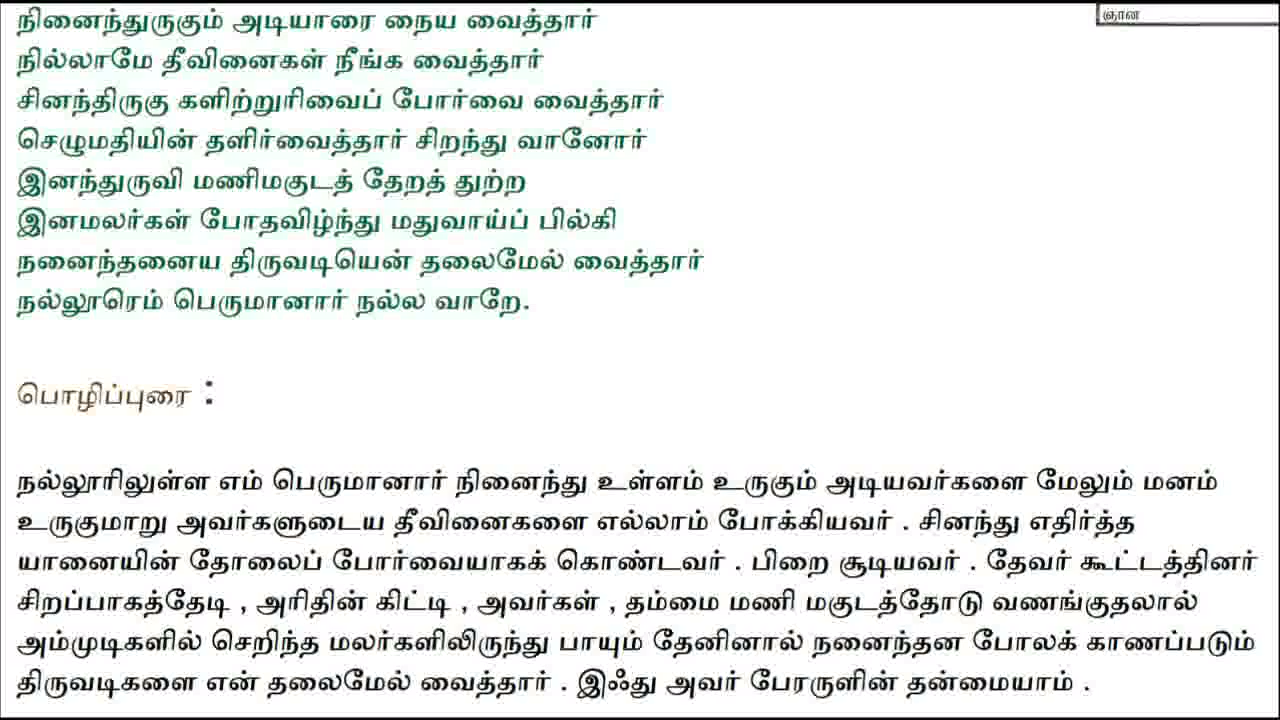 ஞான
நினைந்துருகும் அடியாரை நைய வைத்தார்
நில்லாமே தீவினைகள் நீங்க வைத்தார்
சினந்திருகு களிற்றுரிவைப் போர்வை வைத்தார்
செழுமதியின் தளிர்வைத்தார் சிறந்து வானோர்
இனந்துருவி மணிமகுடத் தேறத் துற்ற
இனமலர்கள் போதவிழ்ந்து மதுவாய்ப் பில்கி
நனைந்தனைய திருவடியென் தலைமேல் வைத்தார்
நல்லூரெம் பெருமானார் நல்ல வாறே.
பொழிப்புரை :
நல்லூரிலுள்ள எம் பெருமானார் நினைந்து உள்ளம் உருகும் அடியவர்களை மேலும் மனம்
உருகுமாறு அவர்களுடைய தீவினைகளை எல்லாம் போக்கியவர் . சினந்து எதிர்த்த
யானையின் தோலைப் போர்வையாகக் கொண்டவர் . பிறை சூடியவர் . தேவர் கூட்டத்தினர்
சிறப்பாகத்தேடி , அரிதின் கிட்டி , அவர்கள் , தம்மை மணி மகுடத்தோடு வணங்குதலால்
அம்முடிகளில் செறிந்த மலர்களிலிருந்து பாயும் தேனினால் நனைந்தன போலக் காணப்படும்
திருவடிகளை என் தலைமேல் வைத்தார் . இஃது அவர் பேரருளின் தன்மையாம் .